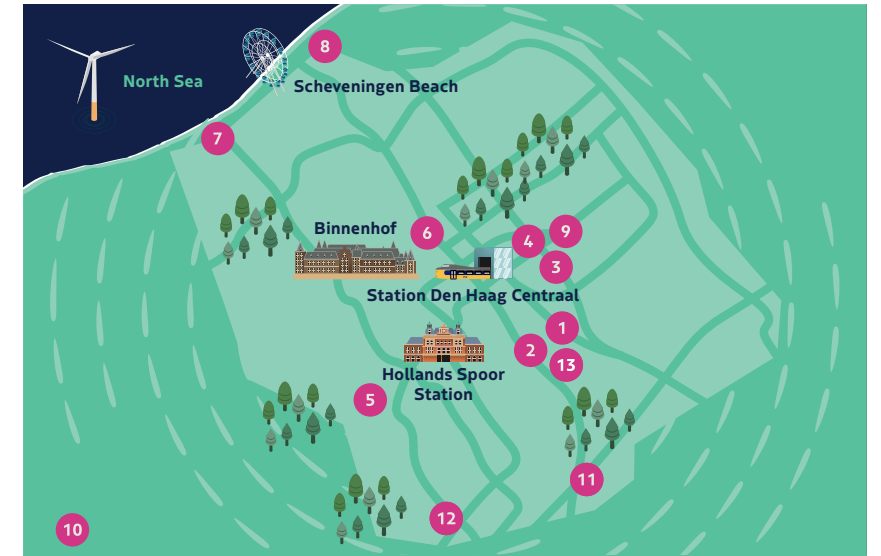 8
North Sea
Scheveningen Beach
7
Binnenhof
6
4
9
3
Station Den Haag Centraal
1
2
13
Hollands Spoor
Station
5
11
12
10